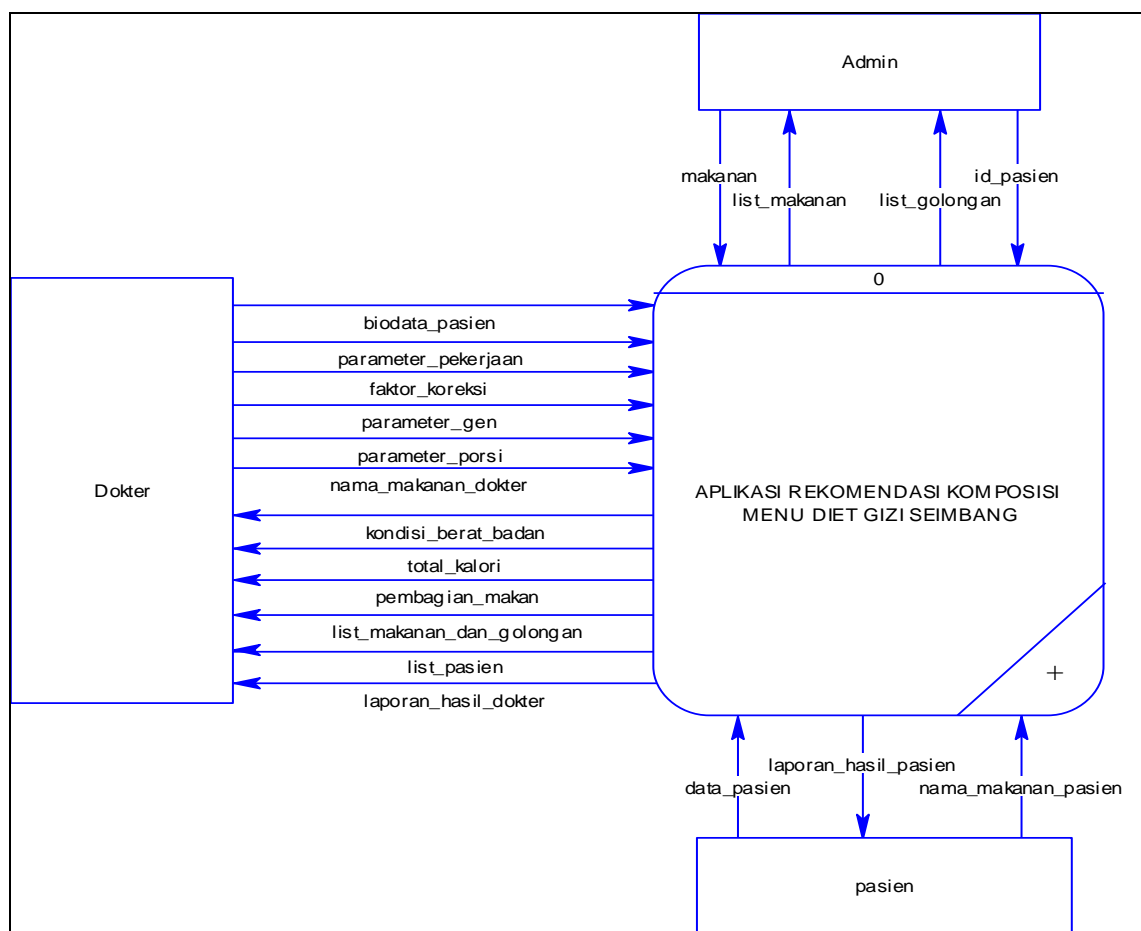 Admin
makanan
id_pasien
list_makanan
list_golongan
0
biodata_pasien
parameter_pekerjaan
faktor_koreksi
parameter_gen
parameter_porsi
nama_makanan_dokter
Dokter
APLIKASI REKOMENDASI KOMPOSISI
MENU DIET GIZI SEIMBANG
kondisi_berat_badan
total_kalori
pembagian_makan
list_makanan_dan_golongan
list_pasien
laporan_hasil_dokter
+
laporan_hasil_pasien
data_pasien
nama_makanan_pasien
pasien